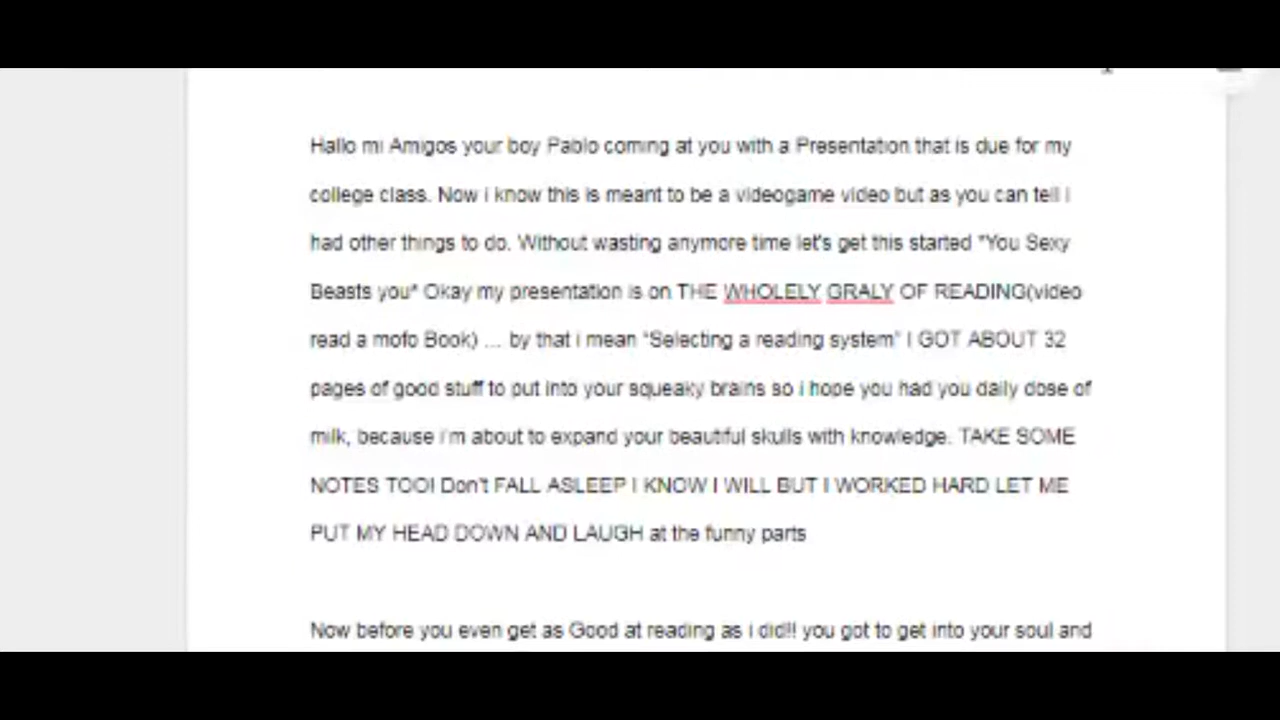 Hallo mi Amigos your boy Pablo coming at you with a Presentation that is due for my
college class. Now i know this is meant to be a videogame video but as you can tell i
had other things to do. Without wasting anymore time let's get this started *You Sexy
Beasts you* Okay my presentation is on THE WHOLELY GRALY OF READING(video
read a mofo Book) ... by that i mean "Selecting a reading system" I GOT ABOUT 32
pages of good stuff to put into your squeaky brains so i hope you had you daily dose of
milk, because i'm about to expand your beautiful skulls with knowledge. TAKE SOME
NOTES TOO! Don't FALL ASLEEP I KNOW I WILL BUT I WORKED HARD LET ME
PUT MY HEAD DOWN AND LAUGH at the funny parts
Now before you even get as Good at reading as i did!! you got to get into your soul and